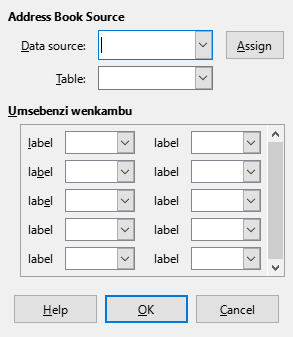 Address Book Source
Data source:
Assign
Table:
Umsebenzi wenkambu
label label
label label
label label
label label
label label
Help OK Cancel